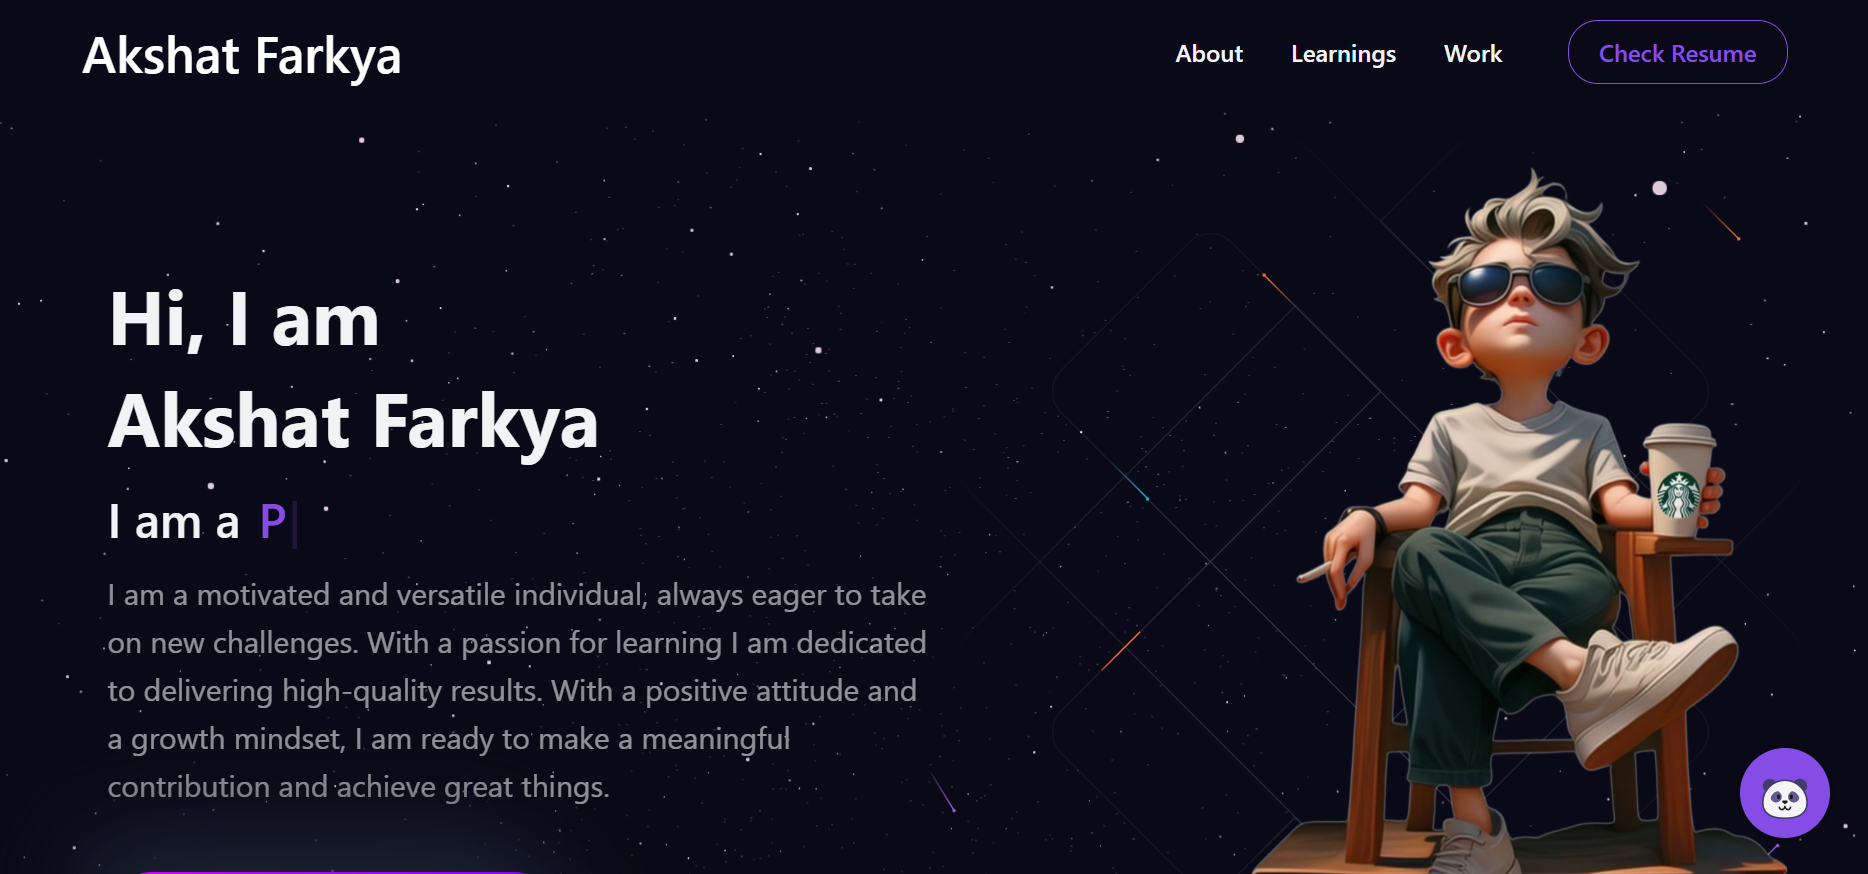 Akshat Farkya
About
Learnings
Work
Check Resume
Hi, I am
Akshat Farkya
I am a P
I am a motivated and versatile individual, always eager to take
on new challenges. With a passion for learning I am dedicated
to delivering high-quality results. With a positive attitude and
a growth mindset, I am ready to make a meaningful
contribution and achieve great things.